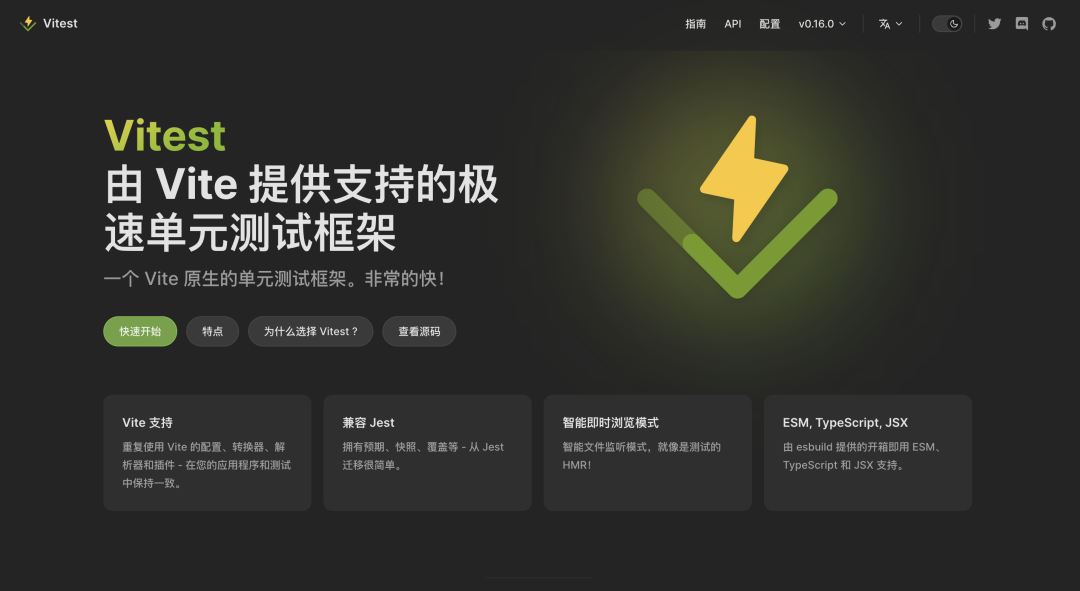 Vitest
指南 API 配置 v0.16.0
Vitest
由 Vite 提供支持的极
速单元测试框架
一个 Vite 原生的单元测试框架。非常的快!
快速开始 特点 为什么选择 Vitest ? 查看源码
Vite 支持
重复使用 Vite 的配置、转换器、解
析器和插件 - 在您的应用程序和测试
中保持一致。
兼容 Jest
拥有预期、快照、覆盖等 - 从 Jest
迁移很简单。
智能即时浏览模式
智能文件监听模式，就像是测试的
HMR!
ESM, TypeScript, JSX
由 esbuild 提供的开箱即用 ESM、
TypeScript 和 JSX 支持。